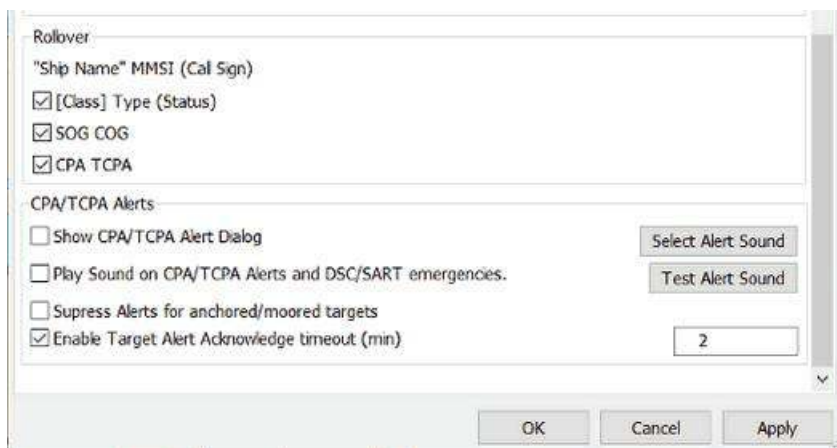 Rollover
"Ship Name" MMSI (Call Sign)
[Class] Type (Status)
SOG COG
CPA TCPA
CPA/TCPA Alerts
Show CPA/TCPA Alert Dialog
Select Alert Sound
Play Sound on CPA/TCPA Alerts and DSC/SART emergencies.
Test Alert Sound
Supress Alerts for anchored/moored targets
Enable Target Alert Acknowledge timeout (min)
2
OK Cancel Apply